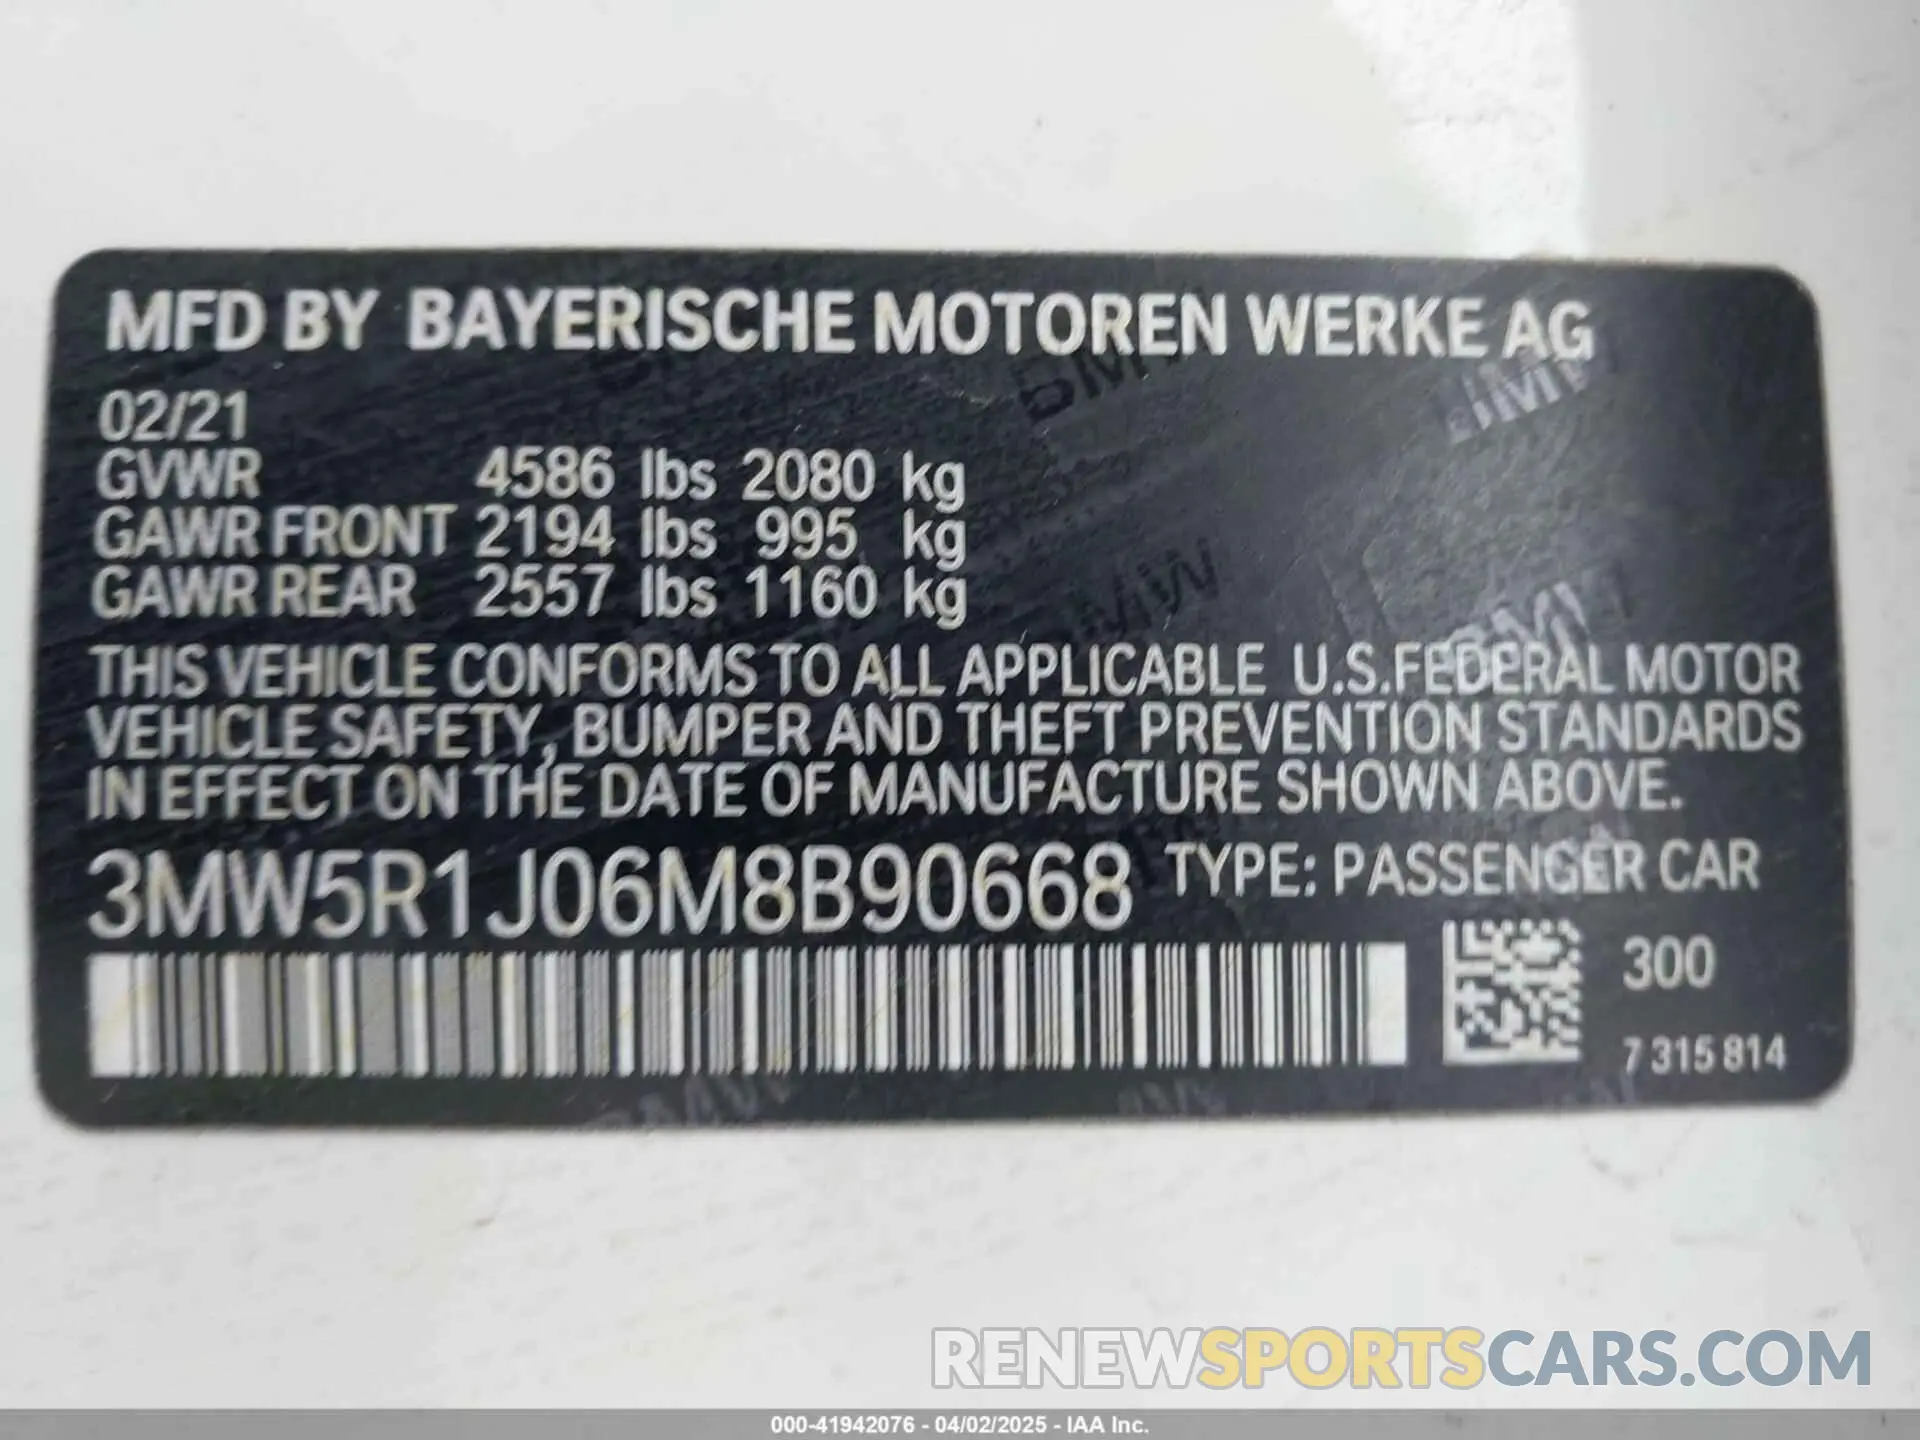 MFD BY BAYERISCHE MOTOREN WERKE AG
02/21
GVWR 4586 lbs 2080 kg
GAWR FRONT 2194 lbs 995 kg
GAWR REAR 2557 lbs 1160 kg
THIS VEHICLE CONFORMS TO ALL APPLICABLE U.S.FEDERAL MOTOR
VEHICLE SAFETY, BUMPER AND THEFT PREVENTION STANDARDS
IN EFFECT ON THE DATE OF MANUFACTURE SHOWN ABOVE.
3MW5R1J06M8B90668 TYPE: PASSENGER CAR
300
7 315 814
RENEWSPORTSCARS.COM
000-41942076 - 04/02/2025 - IAA Inc.